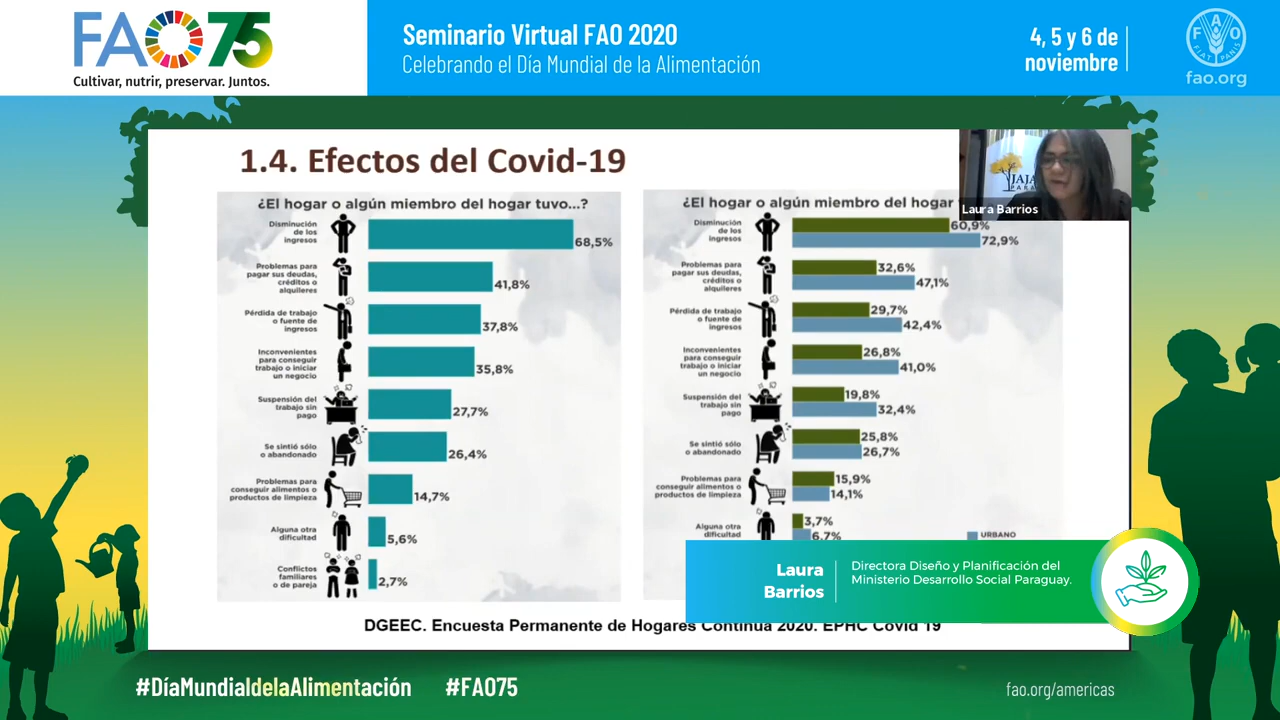 FAO75
Cultivar, nutrir, preservar. Juntos.
Seminario Virtual FAO 2020
Celebrando el Día Mundial de la Alimentación
4, 5 y 6 de
noviembre
FAO
FIAT PANIS
fao.org
1.4. Efectos del Covid-19
JAJA
Laura Barrios
¿El hogar o algún miembro del hogar tuvo...?
Disminución
de los
ingresos
68,5%
Problemas para
pagar sus deudas,
créditos o
alquileres
41,8%
Pérdida de trabajo
o fuente de
ingresos
37,8%
Inconvenientes
para conseguir
trabajo o iniciar
un negocio
35,8%
Suspensión del
trabajo sin
pago
27,7%
Se sintió sólo
o abandonado
26,4%
Problemas para
conseguir alimentos o
productos de limpieza
14,7%
Alguna otra
dificultad
5,6%
Conflictos
familiares
o de pareja
2,7%
¿El hogar o algún miembro del hogar
Disminución
de los
ingresos
60,9%
72,9%
Problemas para
pagar sus deudas,
créditos o
alquileres
32,6%
47,1%
Pérdida de trabajo
o fuente de
ingresos
29,7%
42,4%
Inconvenientes
para conseguir
trabajo o iniciar
un negocio
26,8%
41,0%
Suspensión del
trabajo sin
pago
19,8%
32,4%
Se sintió sólo
o abandonado
25,8%
26,7%
Problemas para
conseguir alimentos o
productos de limpieza
15,9%
14,1%
Alguna otra
dificultad
3,7%
6,7%
URBANO
Laura
Barrios
Directora Diseño y Planificación del
Ministerio Desarrollo Social Paraguay.
DGEEC. Encuesta Permanente de Hogares Continua 2020. EPHC Covid 19
#DíaMundialdelaAlimentación
#FAO75
fao.org/americas